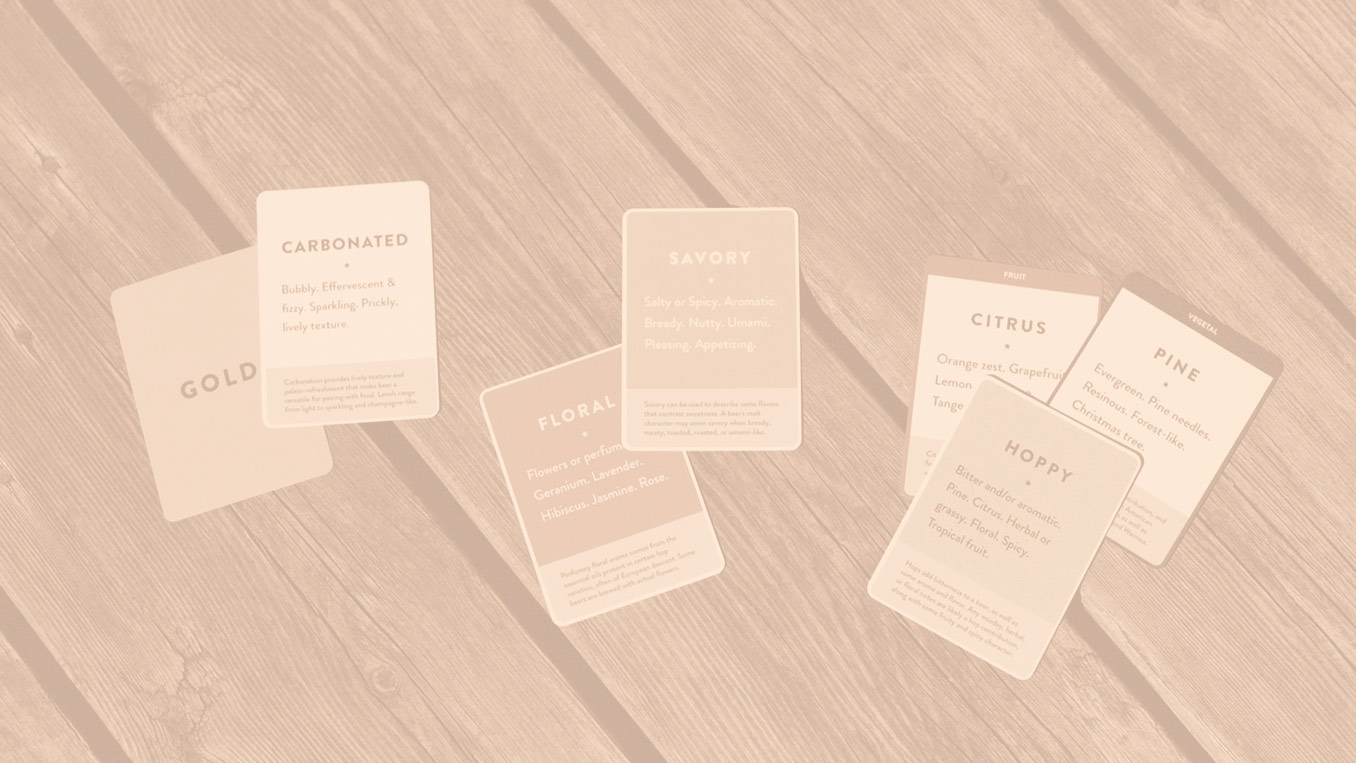 GOLD
CARBONATED
Bubbly. Effervescent &
fizzy. Sparkling. Prickly,
lively texture.
Carbonation provides lively texture and
palate refreshment that make beer a
versatile for pairing with food. Levels range
from light to sparkling and champagne-like.
FLORAL
Flowers or perfum
Geranium. Lavender.
Hibiscus. Jasmine. Rose.
Perfumey floral aroma comes from the
essential oils present in certain hop
varieties, often of European descent. Some
beers are brewed with actual flowers.
SAVORY
Salty or Spicy. Aromatic.
Bready. Nutty. Umami.
Pleasing. Appetizing.
Savory can be used to describe some flavors
that contrast sweetness. A beer's malt
character may seem savory when bready,
meaty, toasted, roasted, or umami-like.
FRUIT
CITRUS
Orange zest. Grapefruit
Lemon
Tange
VEGETAL
PINE
Evergreen. Pine needles.
Resinous. Forest-like.
Christmas tree.
HOPPY
Bitter and/or aromatic.
Pine. Citrus. Herbal or
grassy. Floral. Spicy.
Tropical fruit.
Hops add bitterness to a beer, as well as
some aroma and flavor. Any woodsy, herbal,
or floral notes are likely a hop contribution,
along with some fruity and spicy character.